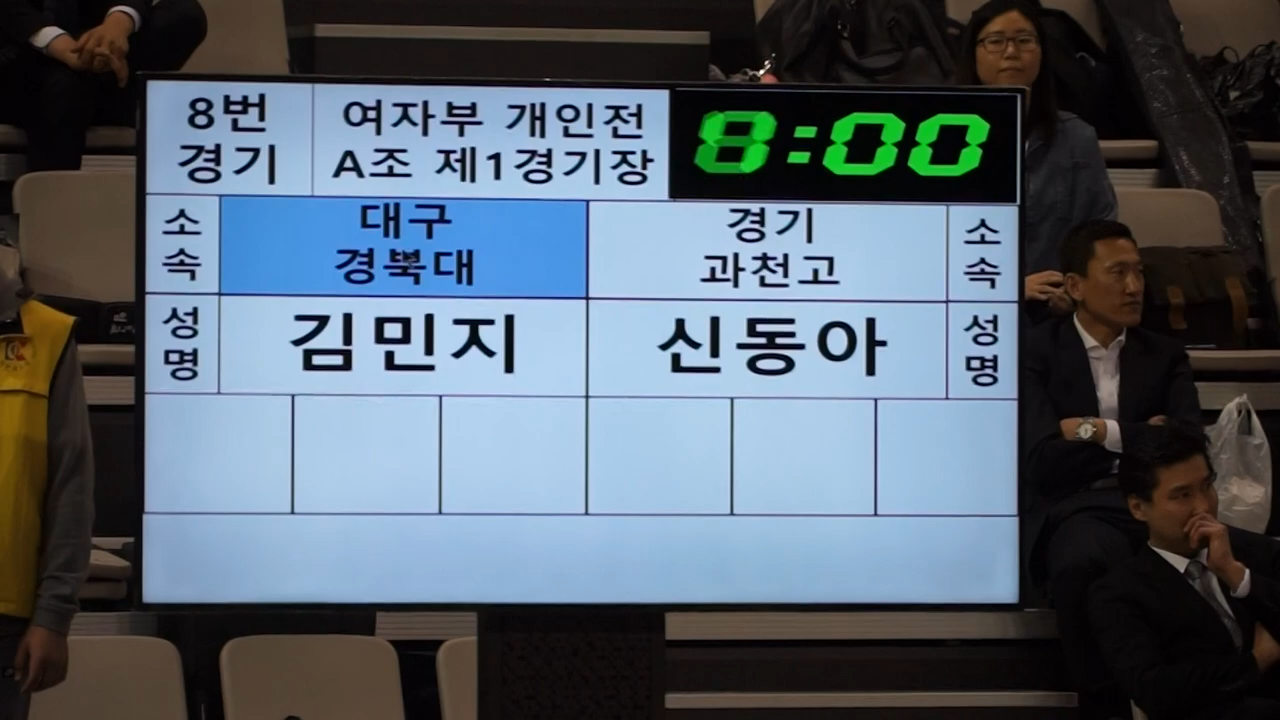 8번
경기
여자부 개인전
A조 제1경기장
8:00
소속
대구
경북대
경기
과천고
소속
성명
김민지
신동아
성명